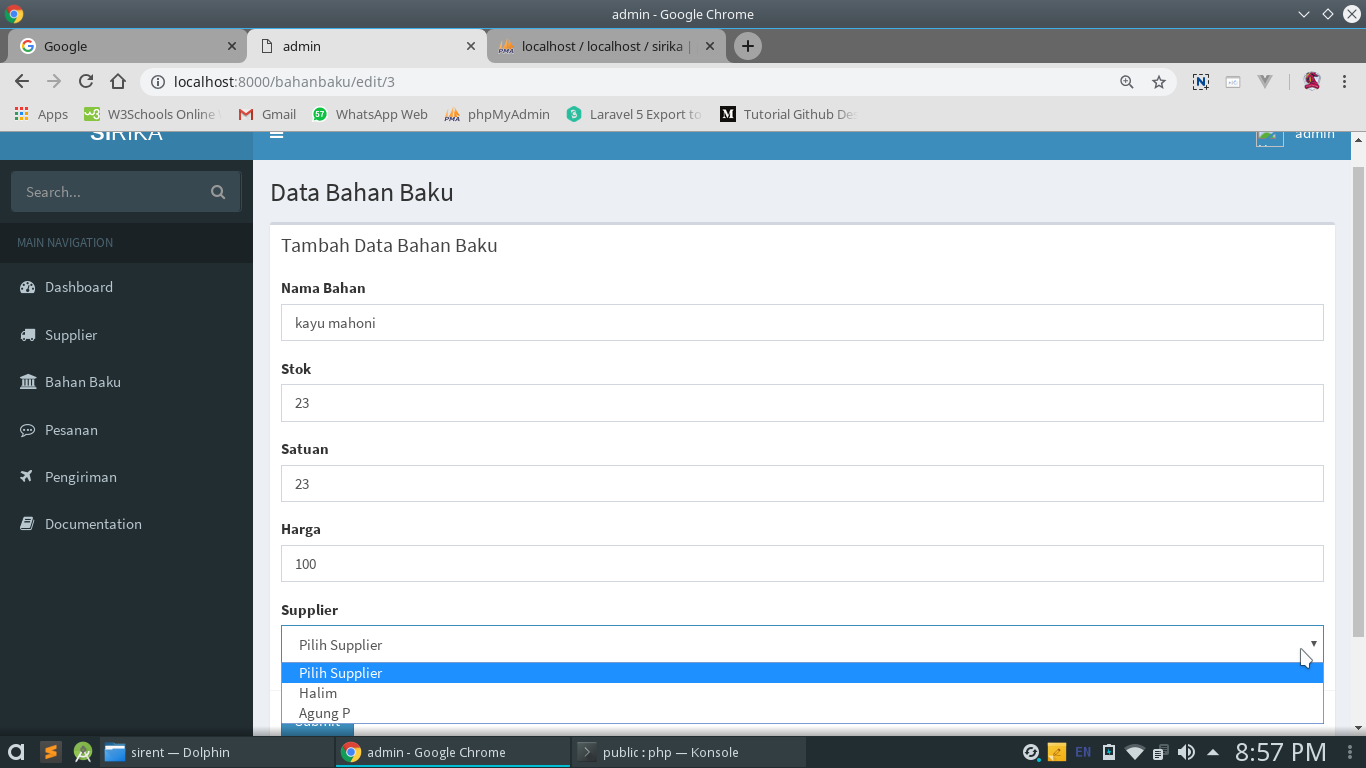 admin - Google Chrome
Google
admin
localhost / localhost / sirika |
localhost:8000/bahanbaku/edit/3
Apps
W3Schools Online
Gmail
WhatsApp Web
phpMyAdmin
Laravel 5 Export to
Tutorial Github Des
SIRIKA
admin
Search...
Data Bahan Baku
MAIN NAVIGATION
Tambah Data Bahan Baku
Dashboard
Nama Bahan
kayu mahoni
Supplier
Stok
Bahan Baku
23
Pesanan
Satuan
Pengiriman
23
Documentation
Harga
100
Supplier
Pilih Supplier
Pilih Supplier
Halim
Agung P
Submit
sirent — Dolphin
admin - Google Chrome
public : php — Konsole
EN
8:57 PM